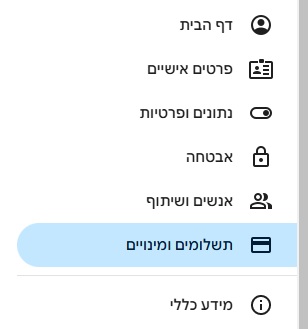 דף הבית
פרטים אישיים
נתונים ופרטיות
אבטחה
אנשים ושיתוף
תשלומים ומינויים
מידע כללי